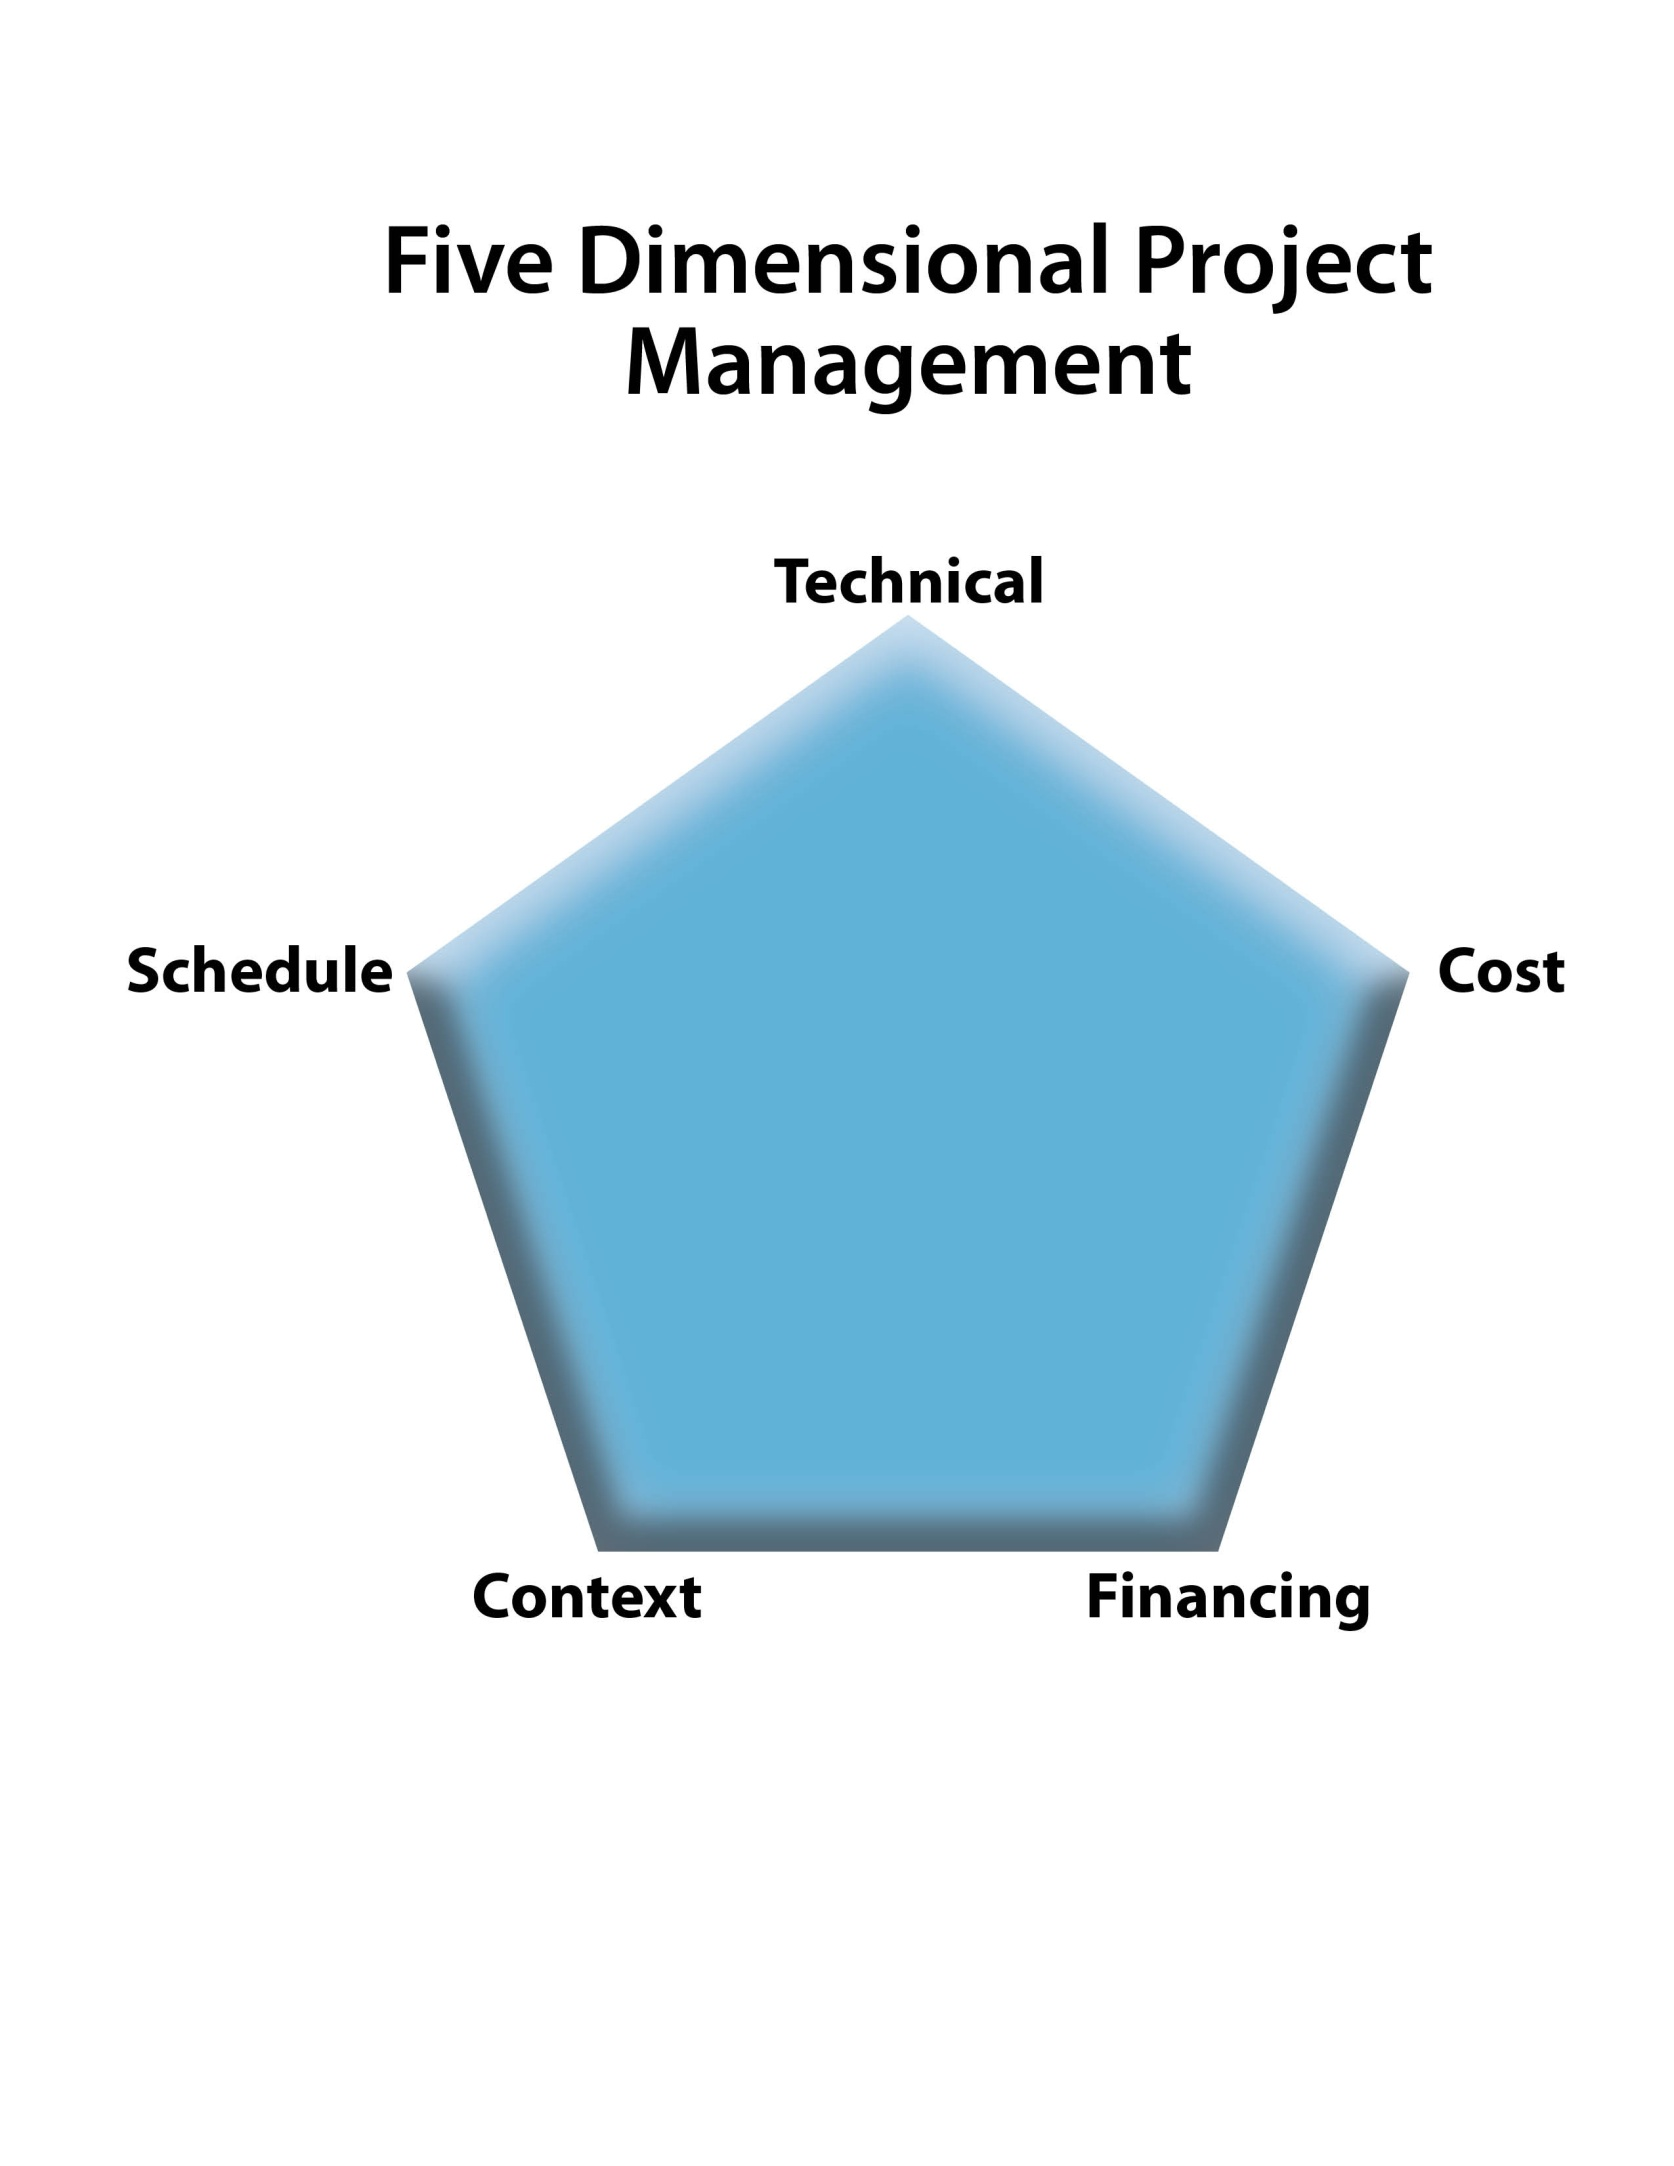 Five Dimensional Project
Management
Technical
Schedule
Cost
Context
Financing